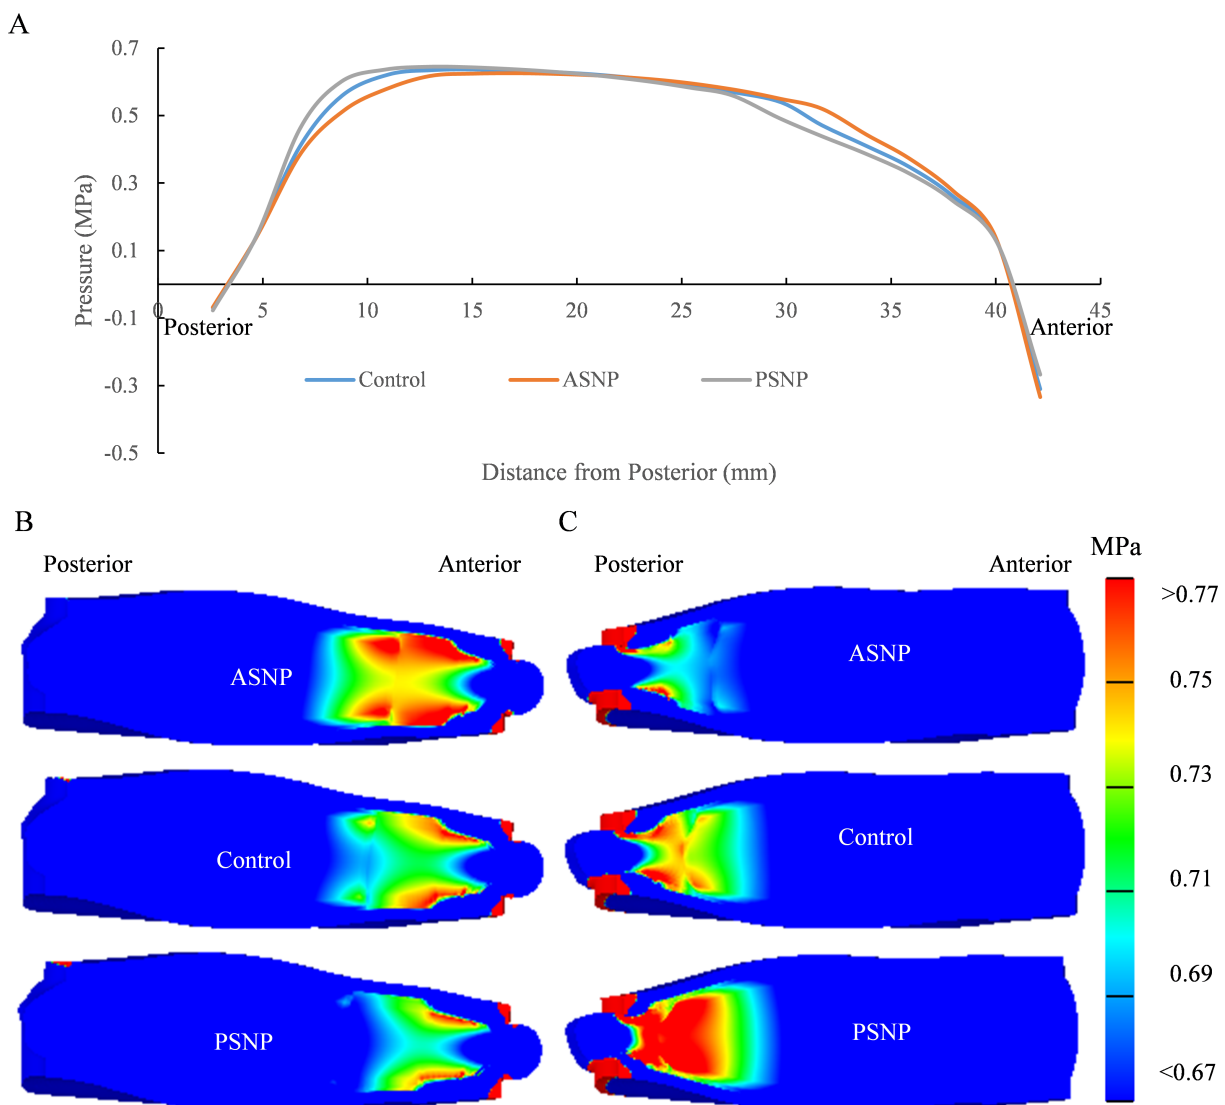 A
0.7
0.5
0.3
0.1
-0.1
-0.3
-0.5
Pressure (MPa)
0 5 10 15 20 25 30 35 40 45
Posterior Anterior
Control ASNP PSNP
Distance from Posterior (mm)
B C
Posterior Anterior Posterior Anterior
MPa
ASNP
ASNP
Control
Control
PSNP
PSNP
>0.77
0.75
0.73
0.71
0.69
<0.67